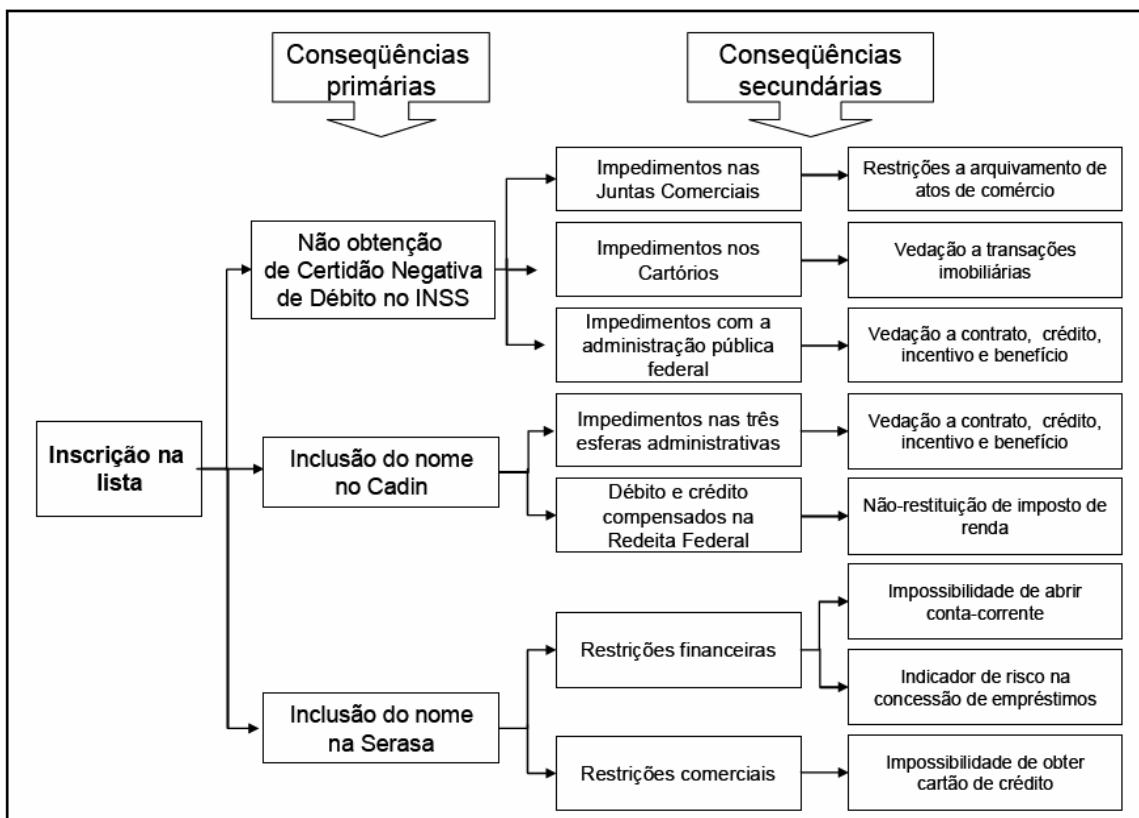 Conseqüências
primárias
Conseqüências
secundárias
Inscrição na
lista
Não obtenção
de Certidão Negativa
de Débito no INSS
Impedimentos nas
Juntas Comerciais
Restrições a arquivamento de
atos de comércio
Impedimentos nos
Cartórios
Vedação a transações
imobiliárias
Impedimentos com a
administração pública
federal
Vedação a contrato, crédito,
incentivo e benefício
Inclusão do nome
no Cadin
Impedimentos nas três
esferas administrativas
Vedação a contrato, crédito,
incentivo e benefício
Débito e crédito
compensados na
Redeita Federal
Não-restituição de imposto de
renda
Inclusão do nome
na Serasa
Restrições financeiras
Impossibilidade de abrir
conta-corrente
Indicador de risco na
concessão de empréstimos
Restrições comerciais
Impossibilidade de obter
cartão de crédito